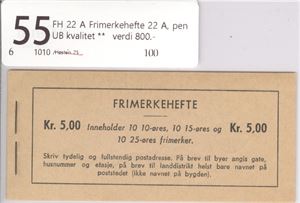 55 FH 22 A Frimerkehefte 22 A, pen
UB kvalitet ** verdi 800.-
6 1010 100
FRIMERKEHEFTE
Kr. 5,00 Inneholder 10 10-øres, 10 15-øres og Kr. 5,00
10 25-øres frimerker.
Skriv tydelig og fullstendig postadresse. På brev til byer angis gate,
husnummer og etasje, på brev til landdistrikt helst bare navnet på
poststedet (ikke navnet på bygden).